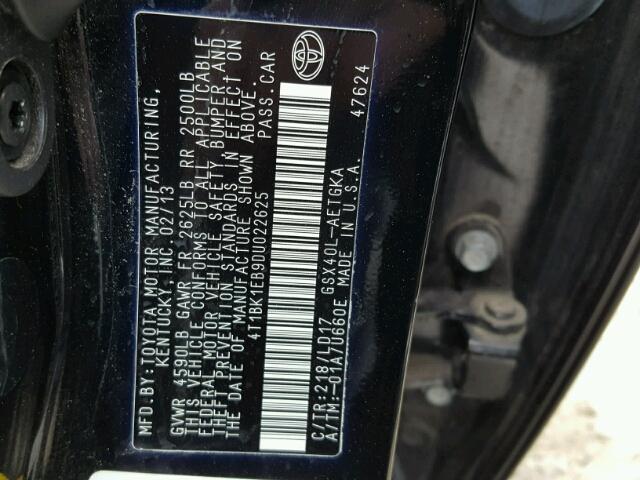 MFD.BY:TOYOTA MOTOR MANUFACTURING,
KENTUCKY, INC. 02/13
GVWR 4590LB GAWR FR 2625LB RR 2500LB
THIS VEHICLE CONFORMS TO ALL APPLICABLE
FEDERAL MOTOR VEHICLE SAFETY, BUMPER, AND
THEFT PREVENTION STANDARDS IN EFFECT ON
THE DATE OF MANUFACTURE SHOWN ABOVE.
4T1BK1EB9DU022625 PASS.CAR
C/TR:218/LD17 GSX40L-AETGKA
A/TM:-01A/U660E MADE IN U.S.A. 47624